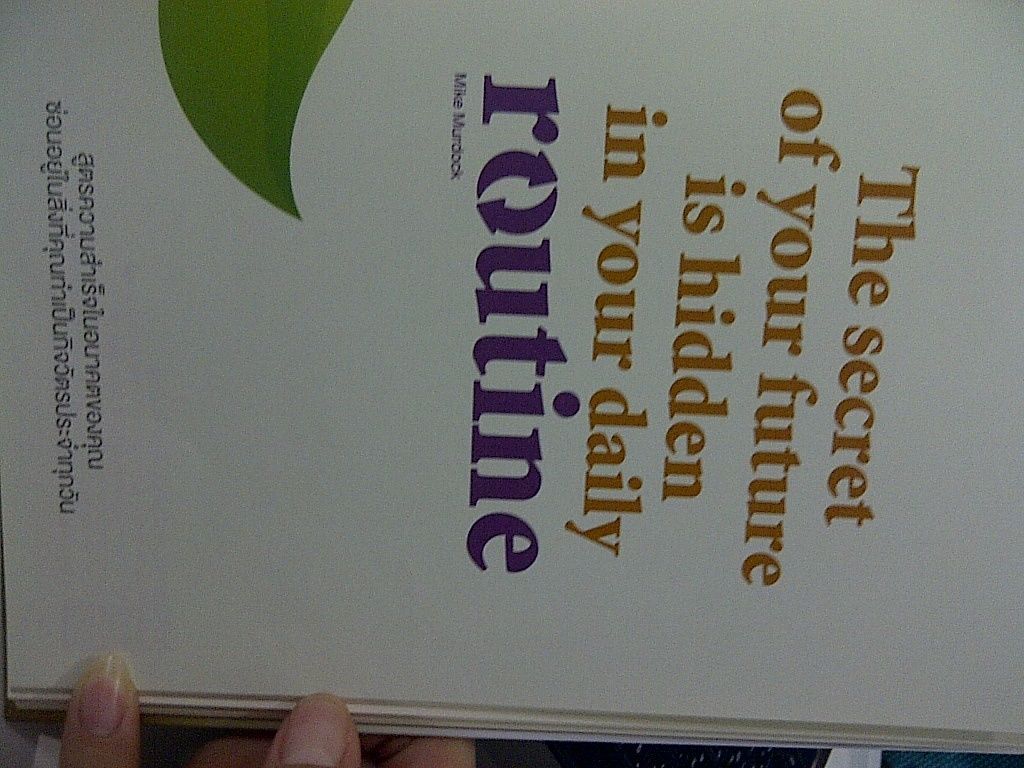 The secret
of your future
is hidden
in your daily
routine
Mike Murdock
สูตรความสำเร็จในอนาคตของคุณ
ซ่อนอยู่ในสิ่งที่คุณทำเป็นกิจวัตรประจำทุกวัน